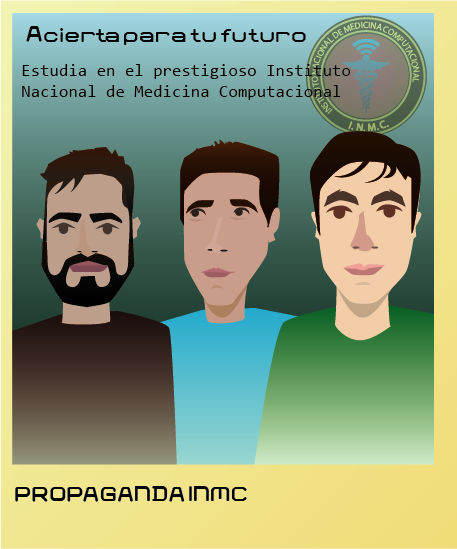 Acierta para tu futuro
Estudia en el prestigioso Instituto
Nacional de Medicina Computacional
INSTITUTO NACIONAL DE MEDICINA COMPUTACIONAL
I.N.M.C.
PROPAGANDA INMC